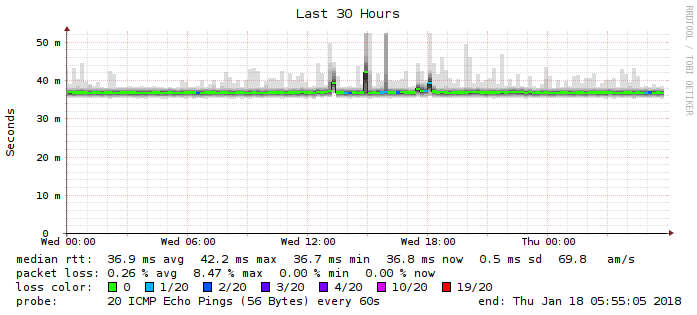 Last 30 Hours
RRDTOOL / TOBI OETIKER
Seconds
50 m
40 m
30 m
20 m
10 m
0
Wed 00:00 Wed 06:00 Wed 12:00 Wed 18:00 Thu 00:00
median rtt: 36.9 ms avg 42.2 ms max 36.7 ms min 36.8 ms now 0.5 ms sd 69.8 am/s
packet loss: 0.26 % avg 8.47 % max 0.00 % min 0.00 % now
loss color: 0 1/20 2/20 3/20 4/20 10/20 19/20
probe: 20 ICMP Echo Pings (56 Bytes) every 60s end: Thu Jan 18 05:55:05 2018